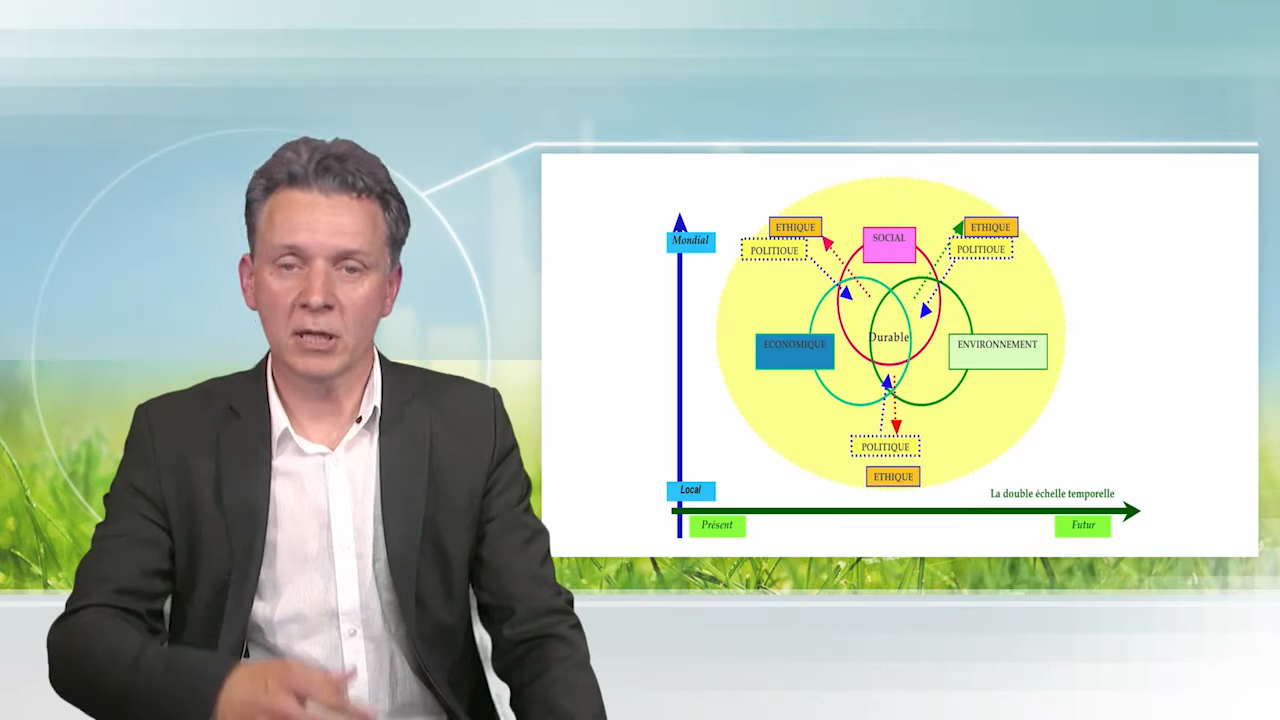 ETHIQUE
ETHIQUE
Mondial
SOCIAL
POLITIQUE
POLITIQUE
Durable
ECONOMIQUE
ENVIRONNEMENT
POLITIQUE
ETHIQUE
Local
La double échelle temporelle
Présent
Futur